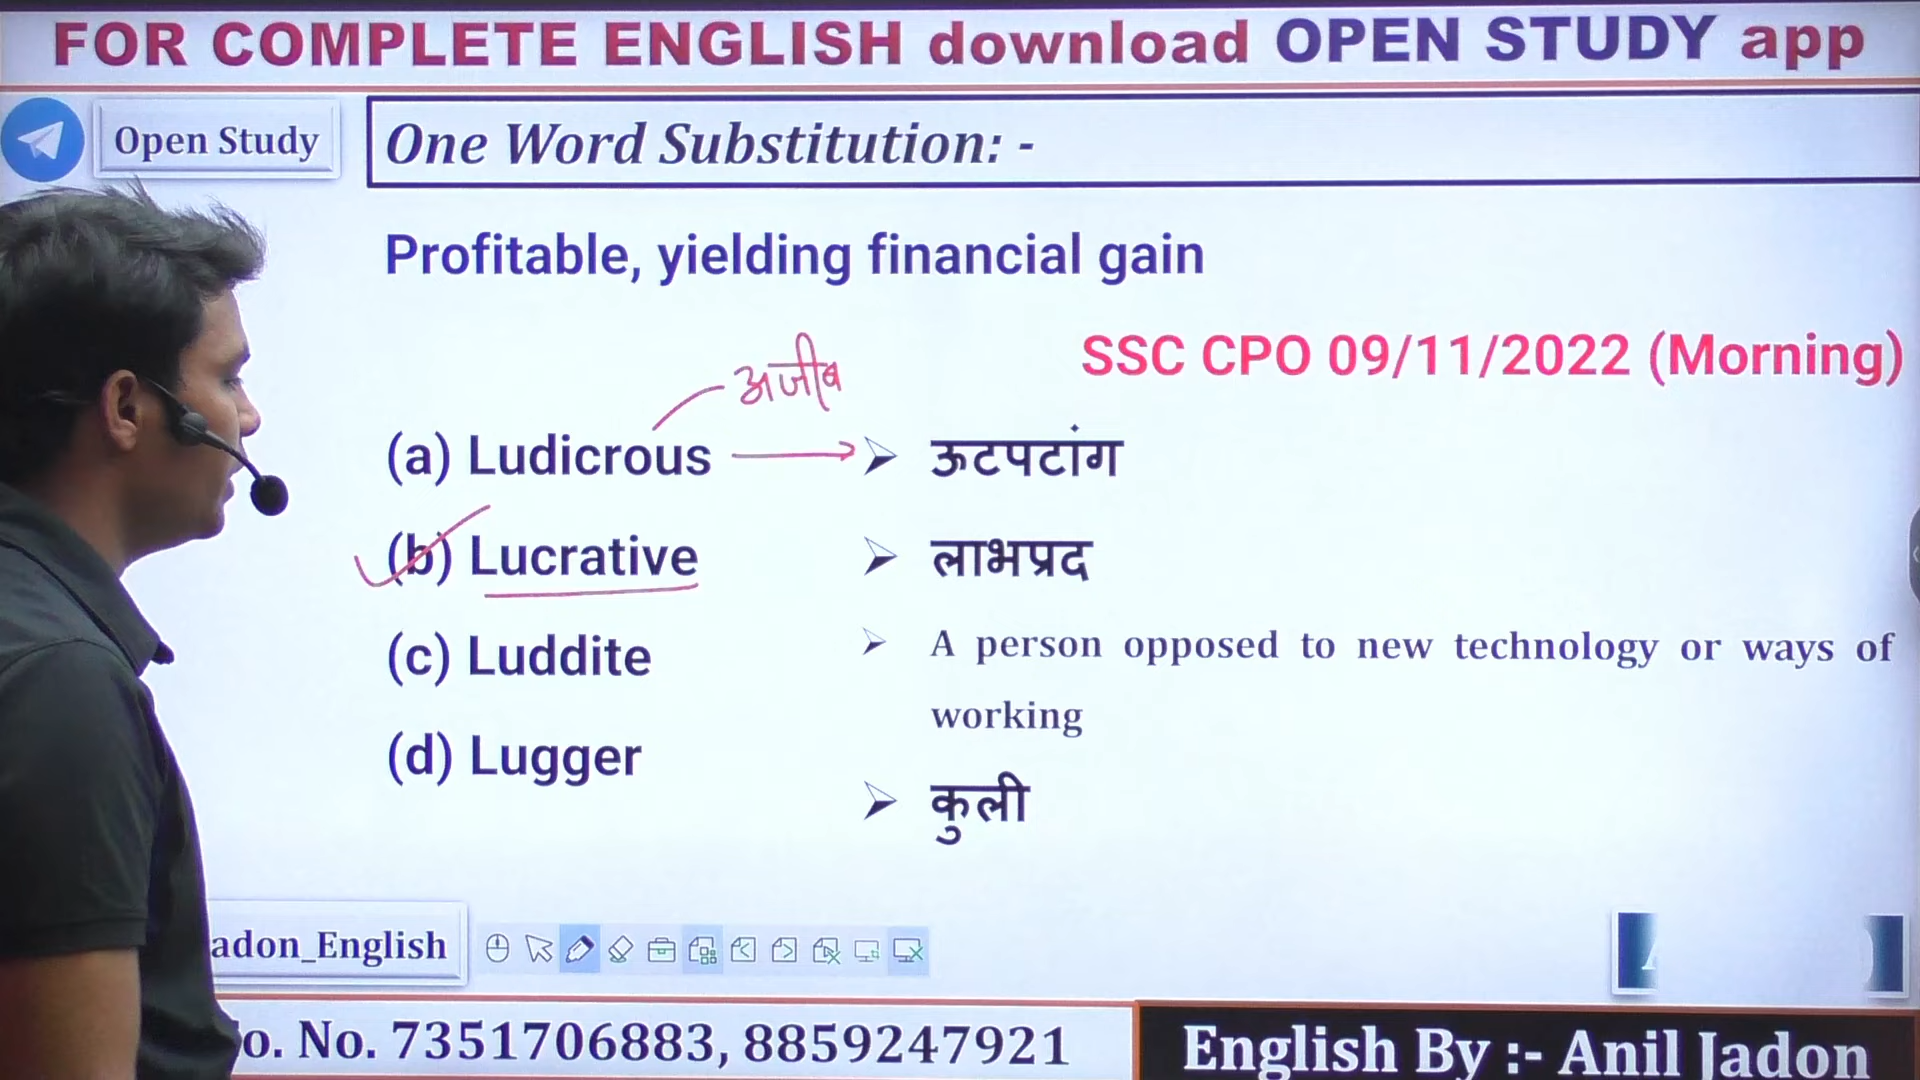 FOR COMPLETE ENGLISH download OPEN STUDY app
Open Study
One Word Substitution: -
Profitable, yielding financial gain
SSC CPO 09/11/2022 (Morning)
अजीब
(a) Ludicrous
ऊटपटांग
(b) Lucrative
लाभप्रद
(c) Luddite
A person opposed to new technology or ways of
working
(d) Lugger
कुली
adon_English
o. No. 7351706883, 8859247921
English By :- Anil Jadon